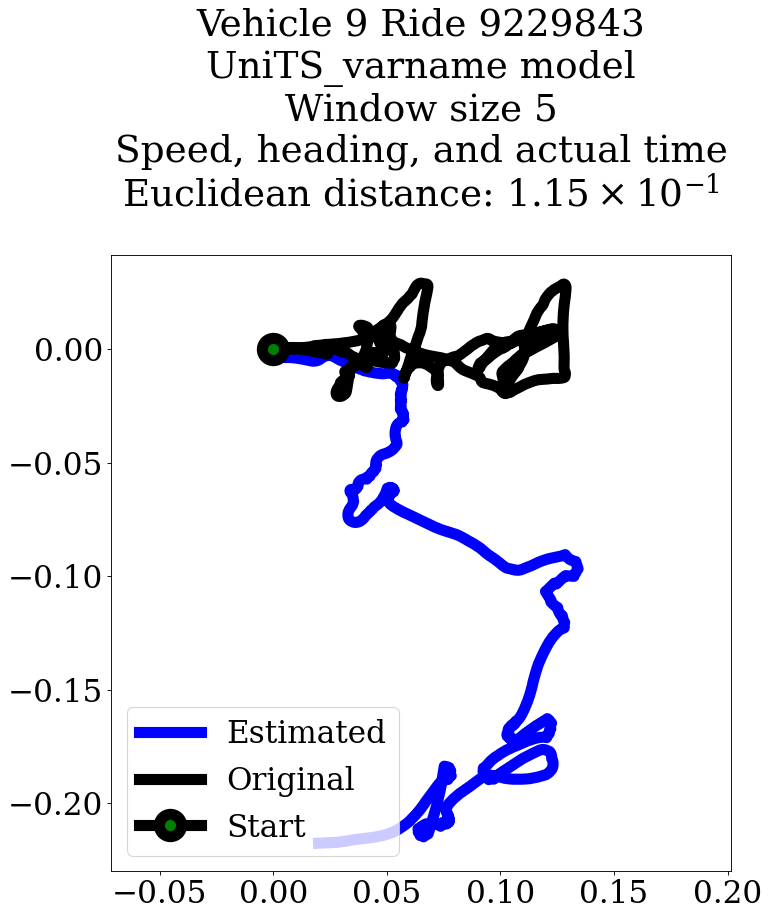 Vehicle 9 Ride 9229843
UniTS_varname model
Window size 5
Speed, heading, and actual time
Euclidean distance: 1.15 × 10⁻¹
0.00
−0.05
−0.10
−0.15
−0.20
Estimated
Original
Start
−0.05 0.00 0.05 0.10 0.15 0.20